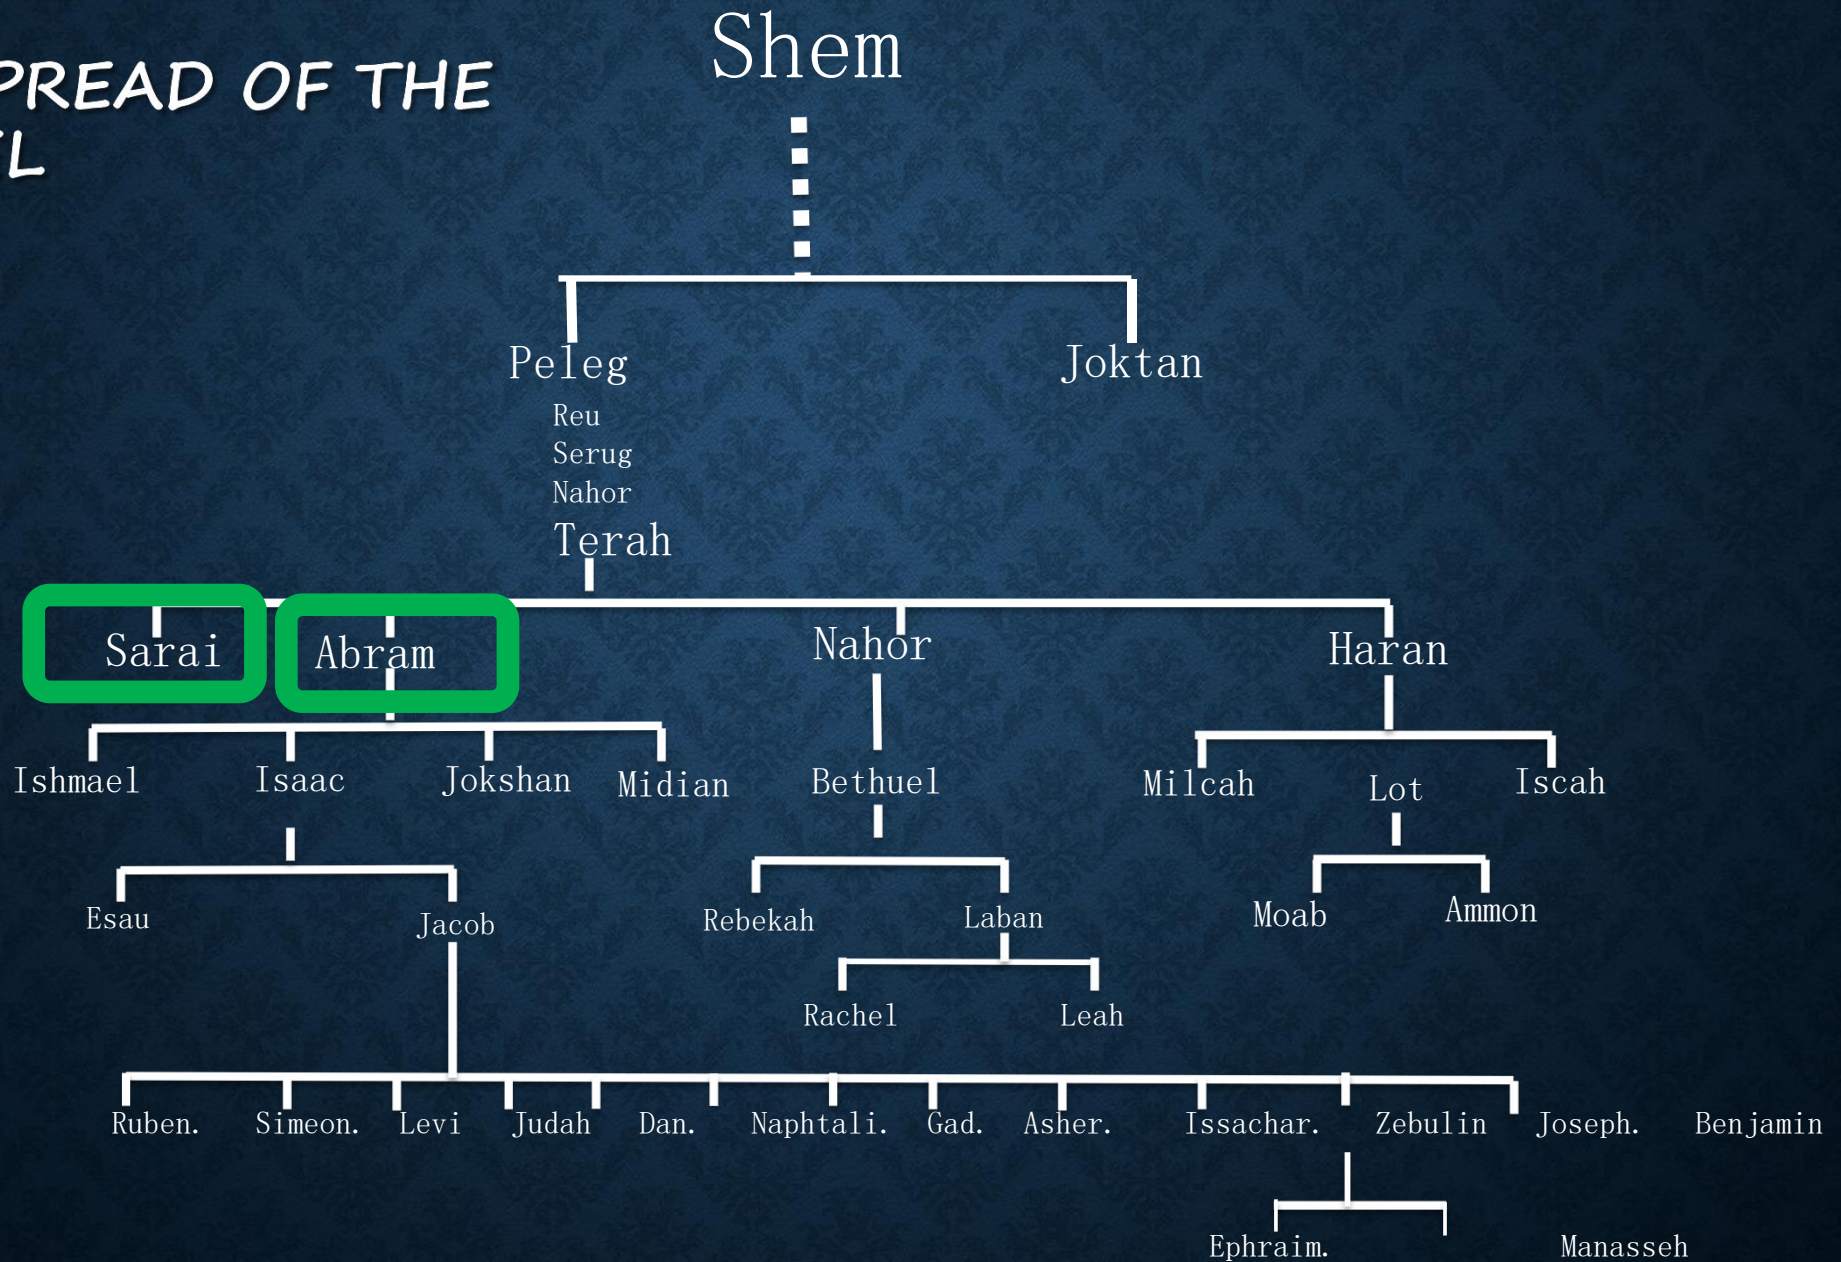 PREAD OF THE
EL
Shem
Peleg
Joktan
Reu
Serug
Nahor
Terah
Sarai
Abram
Nahor
Haran
Ishmael
Isaac
Jokshan
Midian
Bethuel
Milcah
Lot
Iscah
Esau
Jacob
Rebekah
Laban
Moab
Ammon
Rachel
Leah
Ruben. Simeon. Levi Judah Dan. Naphtali. Gad. Asher. Issachar. Zebulin Joseph. Benjamin
Ephraim. Manasseh